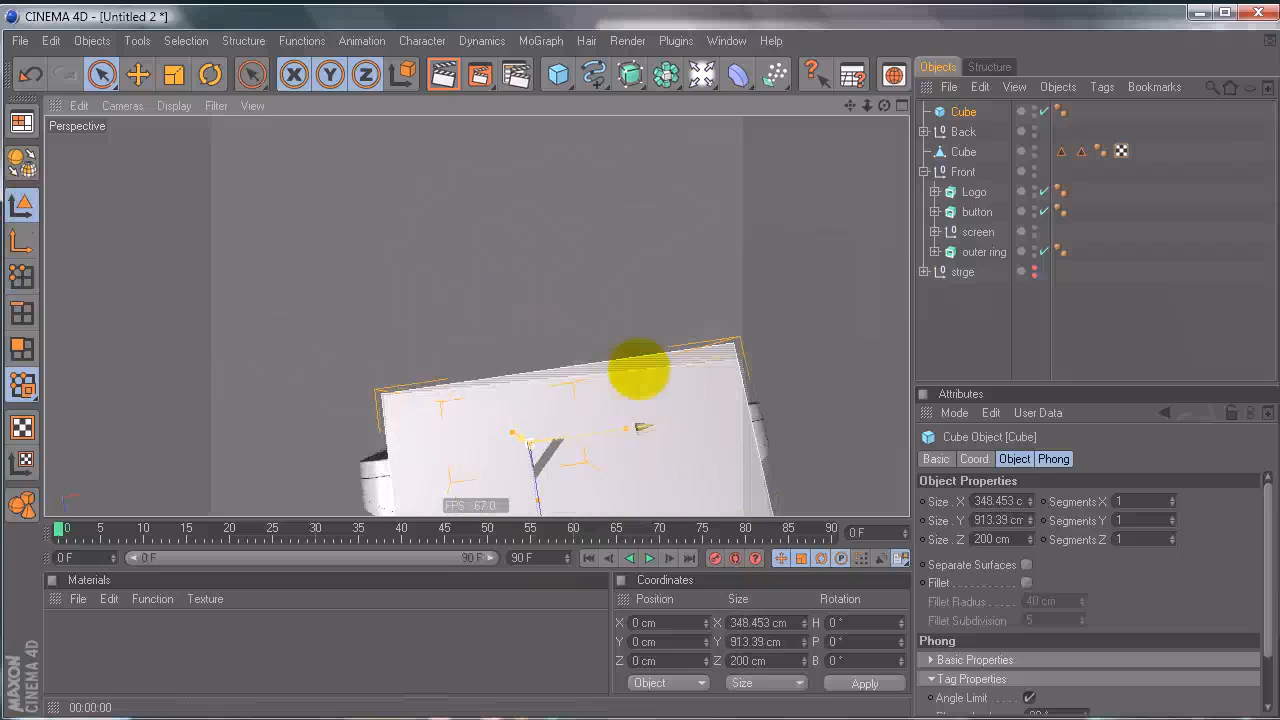 CINEMA 4D - [Untitled 2 *]
File Edit Objects Tools Selection Structure Functions Animation Character Dynamics MoGraph Hair Render Plugins Window Help
X Y Z
Objects Structure
File Edit View Objects Tags Bookmarks
Edit Cameras Display Filter View
Perspective
Cube
Back
Cube
Front
Logo
button
screen
outer ring
strge
Attributes
Mode Edit User Data
Cube Object [Cube]
Basic Coord. Object Phong
Object Properties
Size . X 348.453 c Segments X 1
Size . Y 913.39 cm Segments Y 1
Size . Z 200 cm Segments Z 1
Separate Surfaces
Fillet
Fillet Radius 40 cm
Fillet Subdivision 5
Phong
Basic Properties
Tag Properties
Angle Limit
FPS : 67.0
0 5 10 15 20 25 30 35 40 45 50 55 60 65 70 75 80 85 90 0 F
0 F 0 F 90 F 90 F
Materials
File Edit Function Texture
Coordinates
Position Size Rotation
X 0 cm X 348.453 cm H 0 °
Y 0 cm Y 913.39 cm P 0 °
Z 0 cm Z 200 cm B 0 °
Object Size Apply
MAXON CINEMA 4D
00:00:00